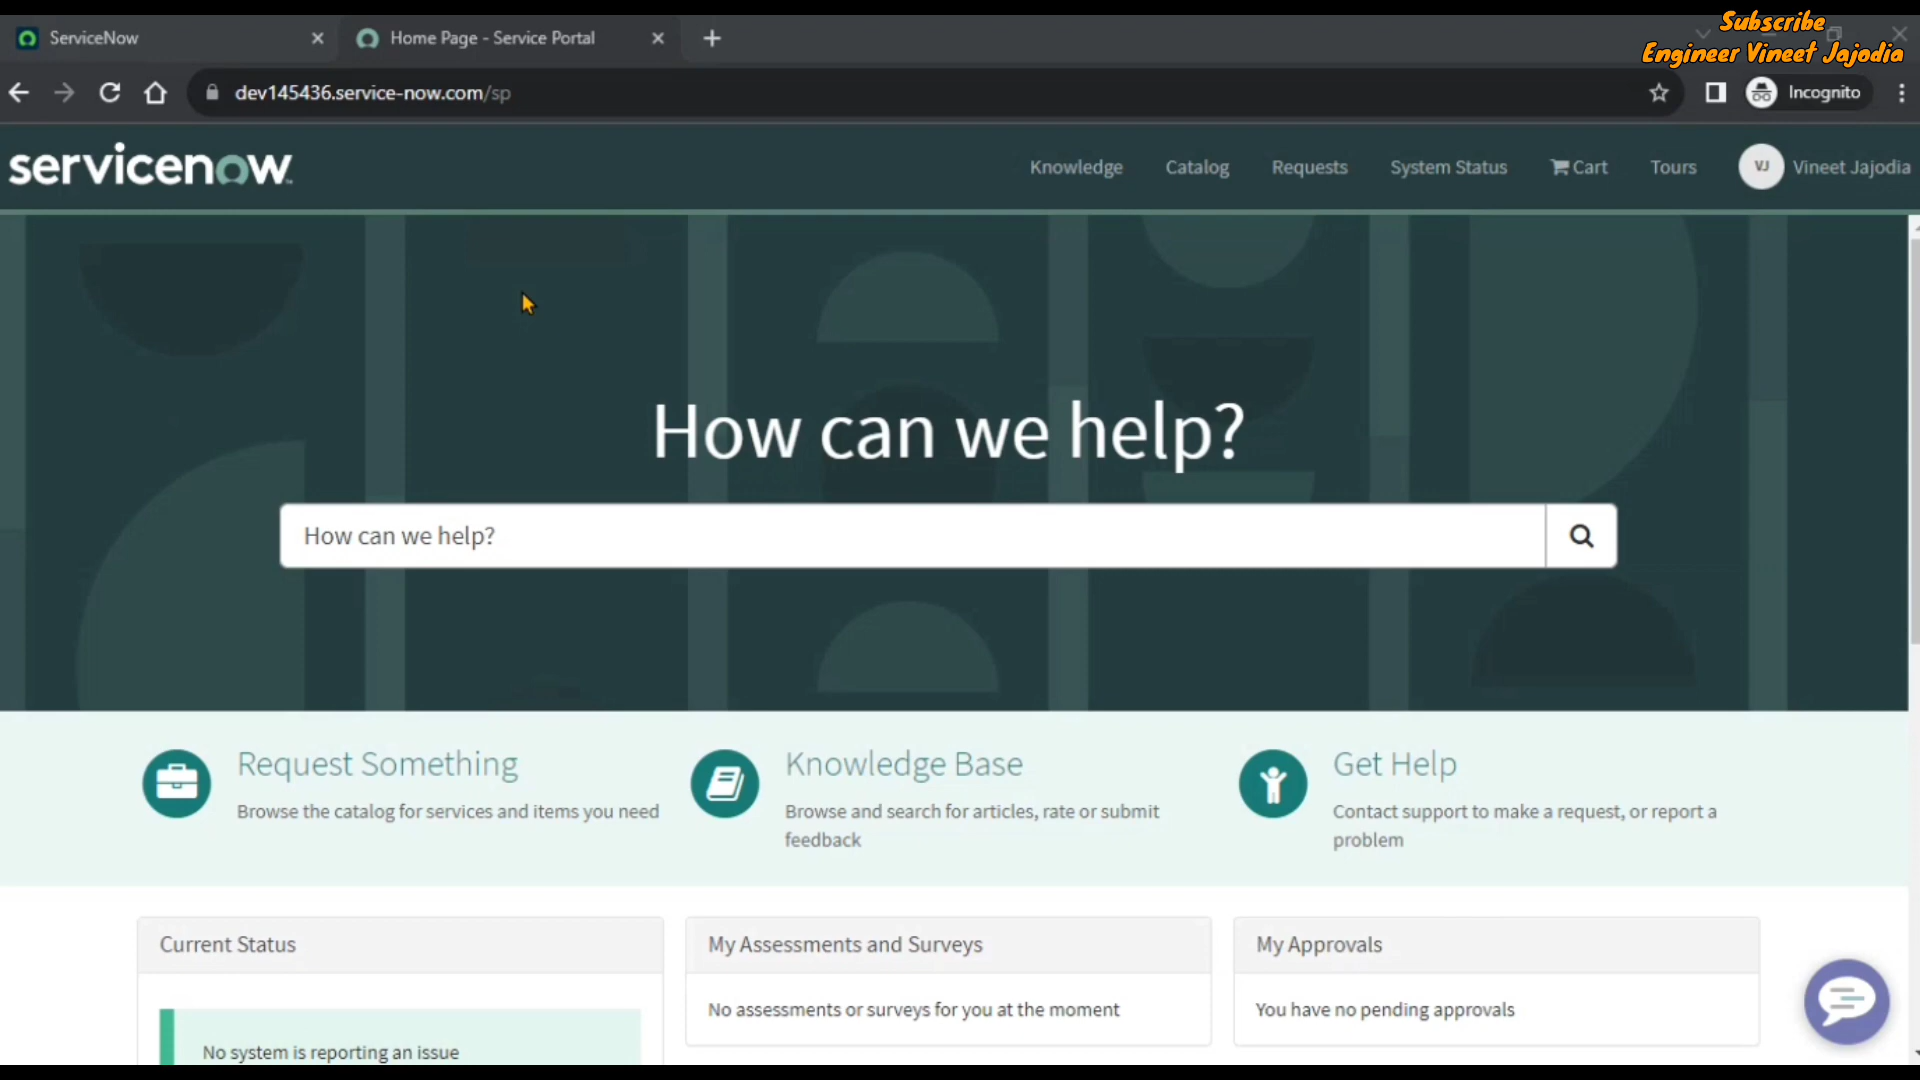 Subscribe
Engineer Vineet Jajodia
ServiceNow
Home Page - Service Portal
dev145436.service-now.com/sp
Incognito
servicenow
Knowledge
Catalog
Requests
System Status
Cart
Tours
VJ
Vineet Jajodia
How can we help?
How can we help?
Request Something
Browse the catalog for services and items you need
Knowledge Base
Browse and search for articles, rate or submit
feedback
Get Help
Contact support to make a request, or report a
problem
Current Status
No system is reporting an issue
My Assessments and Surveys
No assessments or surveys for you at the moment
My Approvals
You have no pending approvals